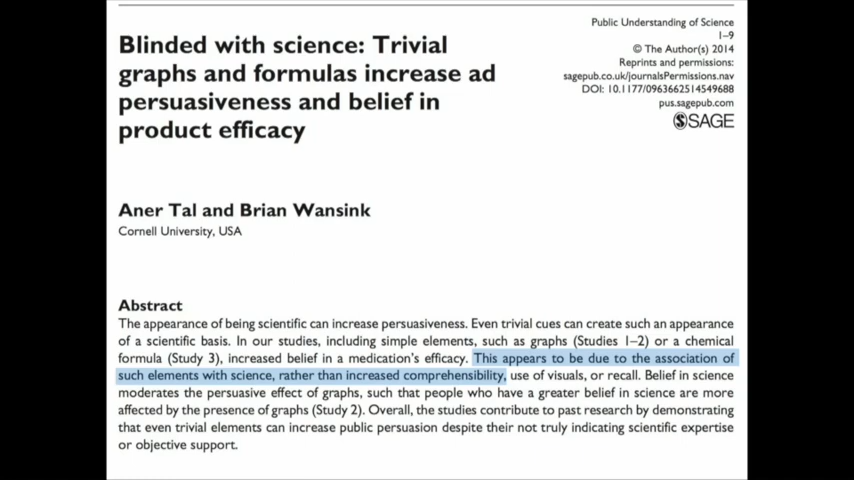 Public Understanding of Science
1–9
© The Author(s) 2014
Reprints and permissions:
sagepub.co.uk/journalsPermissions.nav
DOI: 10.1177/0963662514549688
pus.sagepub.com
SAGE
Blinded with science: Trivial
graphs and formulas increase ad
persuasiveness and belief in
product efficacy
Aner Tal and Brian Wansink
Cornell University, USA
Abstract
The appearance of being scientific can increase persuasiveness. Even trivial cues can create such an appearance
of a scientific basis. In our studies, including simple elements, such as graphs (Studies 1–2) or a chemical
formula (Study 3), increased belief in a medication's efficacy. This appears to be due to the association of
such elements with science, rather than increased comprehensibility, use of visuals, or recall. Belief in science
moderates the persuasive effect of graphs, such that people who have a greater belief in science are more
affected by the presence of graphs (Study 2). Overall, the studies contribute to past research by demonstrating
that even trivial elements can increase public persuasion despite their not truly indicating scientific expertise
or objective support.